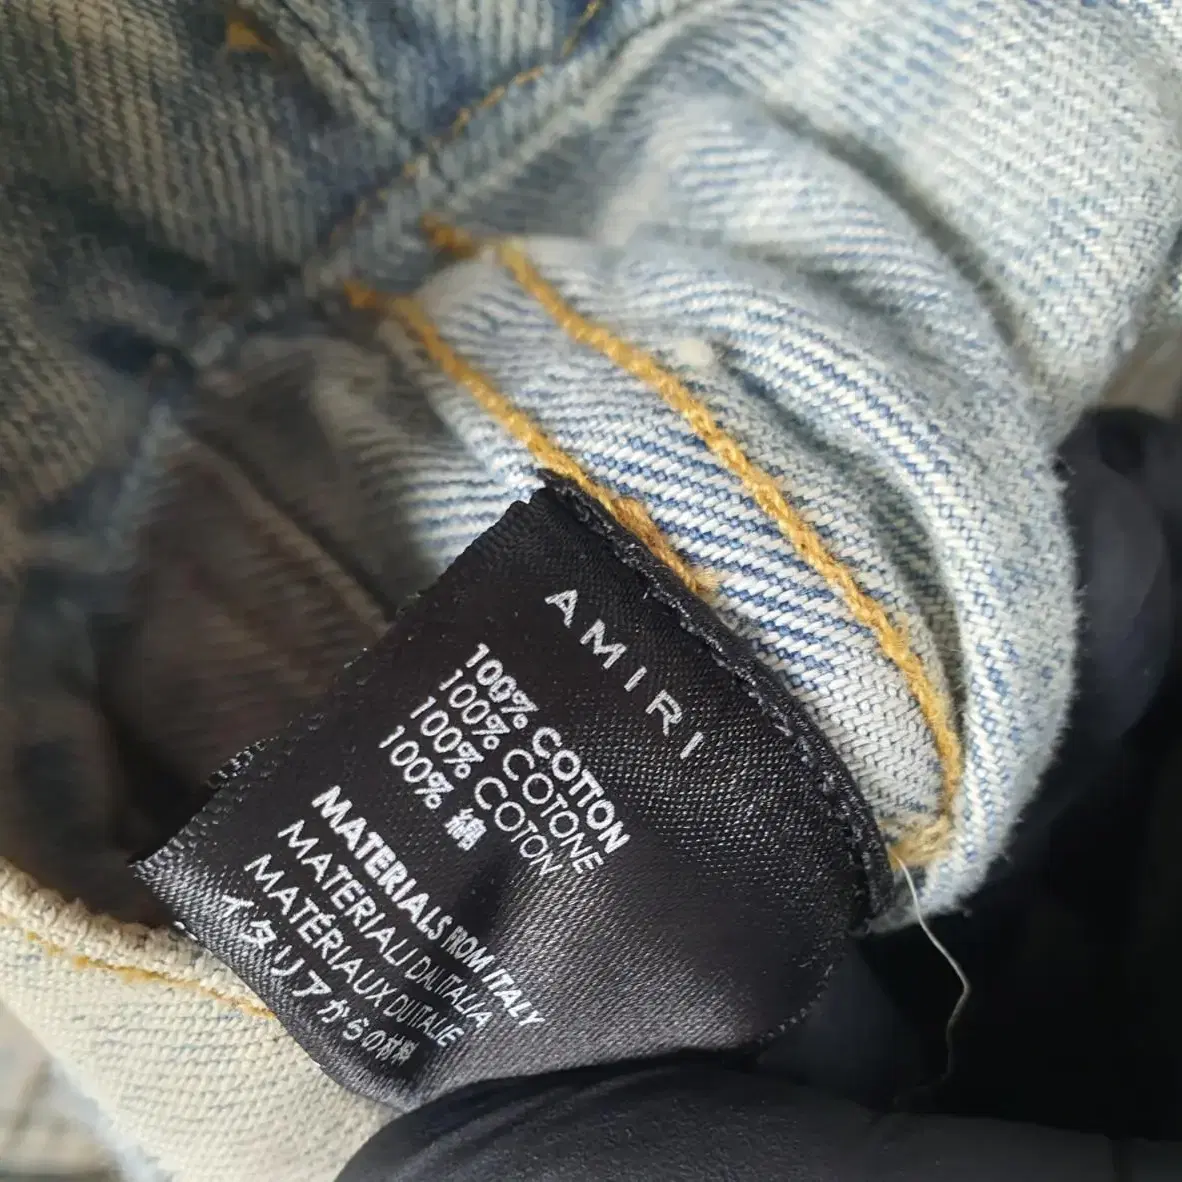 AMIRI
100% COTTON
100% COTONE
100% COTON
100% 綿
MATERIALS FROM ITALY
MATERIALI DALL'ITALIA
MATÉRIAUX DU ITALIE
イタリアからの材料